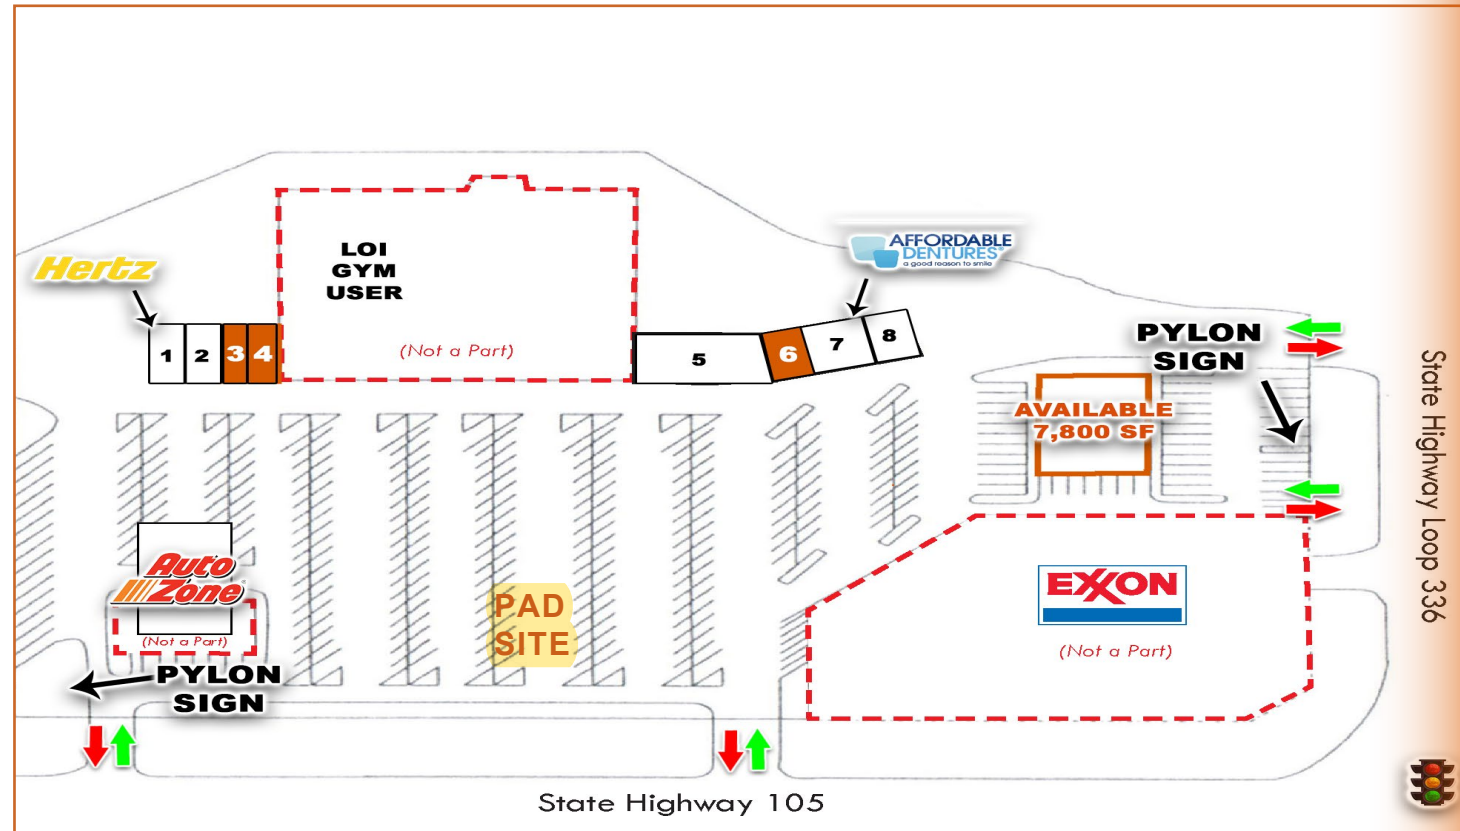 AFFORDABLE
DENTURES®
a good reason to smile
LOI
GYM
USER
(Not a Part)
Hertz
1
2
3
4
5
6
7
8
PYLON
SIGN
AVAILABLE
7,800 SF
State Highway Loop 336
Auto
Zone
(Not a Part)
PAD
SITE
EXXON
(Not a Part)
PYLON
SIGN
State Highway 105